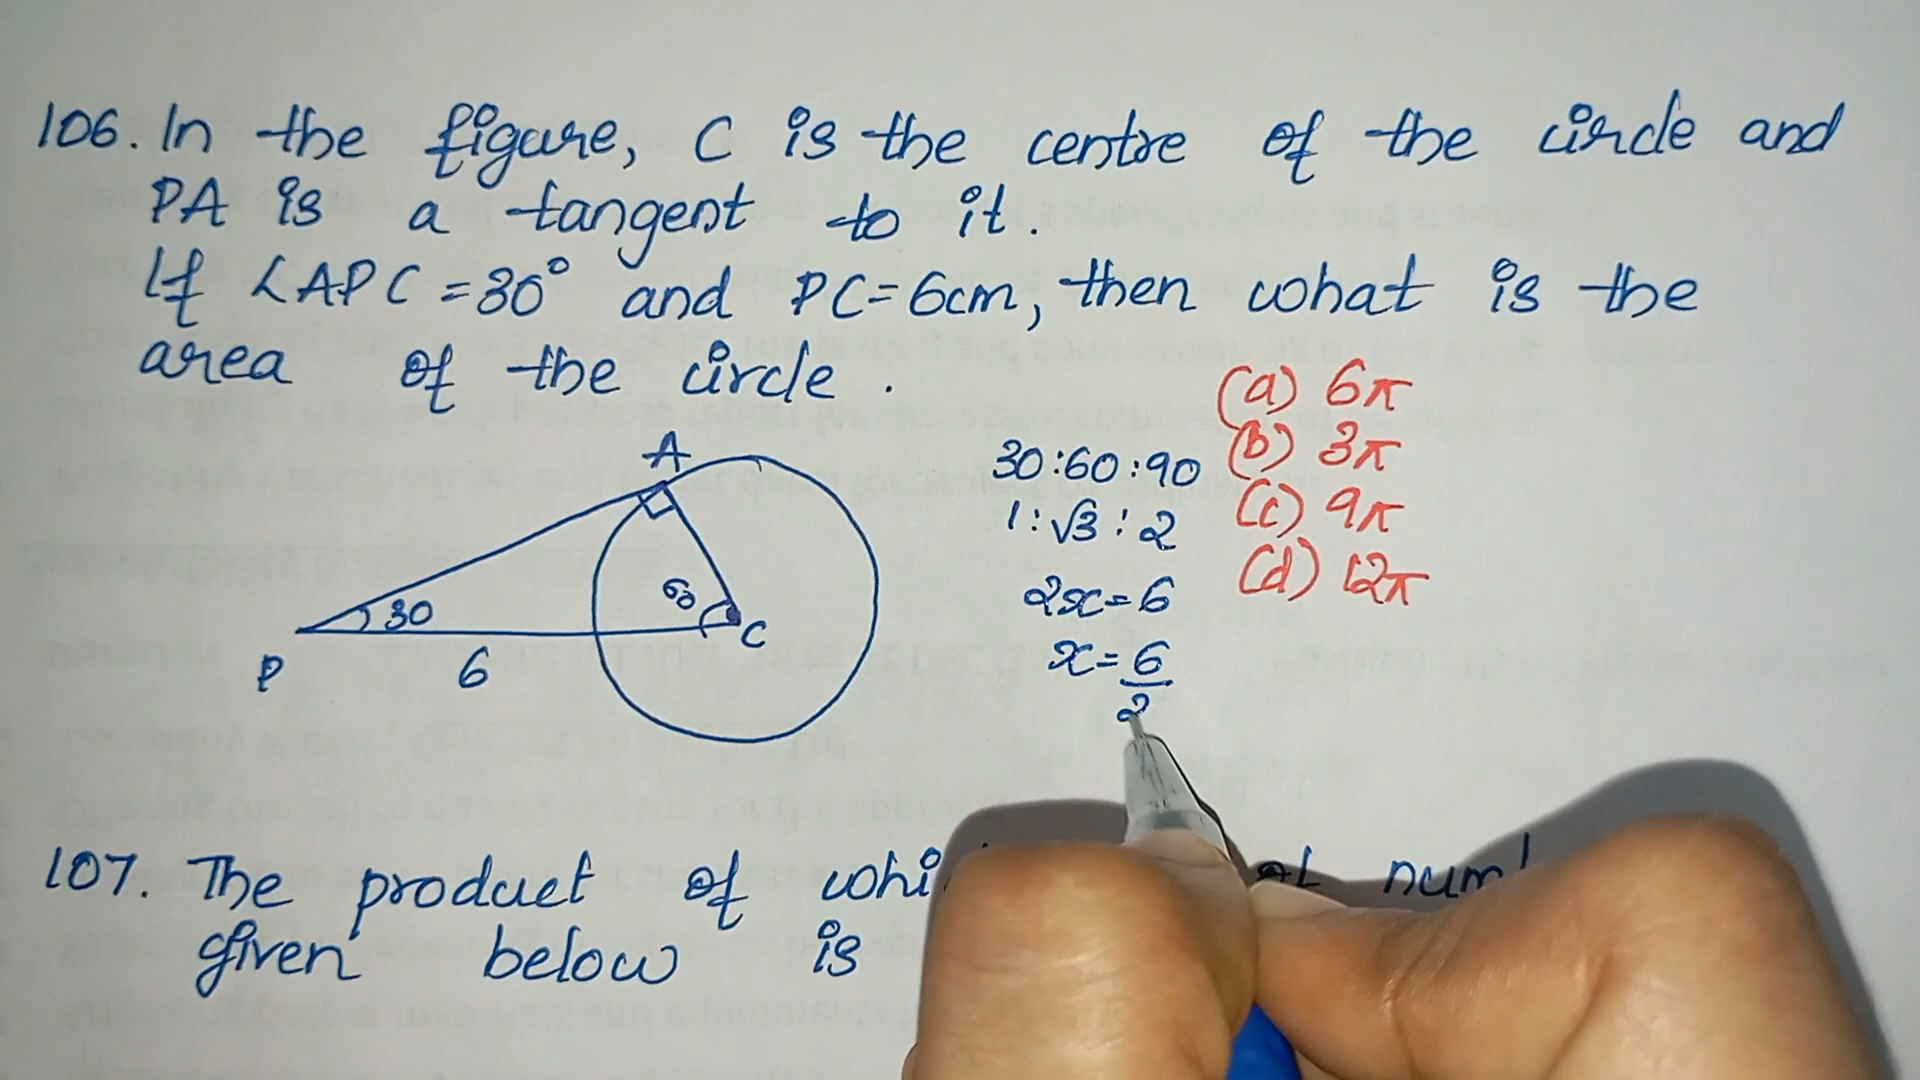 106. In the figure, C is the centre of the circle and
PA is a tangent to it.
If ∠APC = 30° and PC = 6cm, then what is the
area of the circle.
(a) 6π
(b) 3π
(c) 9π
(d) 12π
30:60:90
1:√3:2
2x=6
x=6/2
A
30
60
C
P
6
107. The product of
given below is